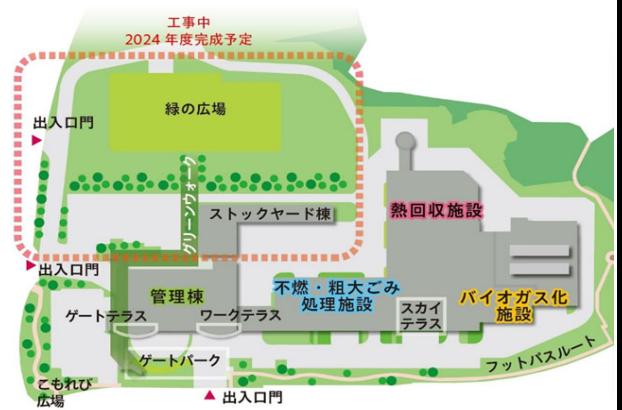 工事中
2024年度完成予定
緑の広場
出入口門
グリーンウォーク
ストックヤード棟
熱回収施設
出入口門
管理棟
不燃・粗大ごみ
処理施設
バイオガス化
施設
ゲートテラス
ワークテラス
スカイ
テラス
ゲートパーク
フットパスルート
こもれび
広場
出入口門